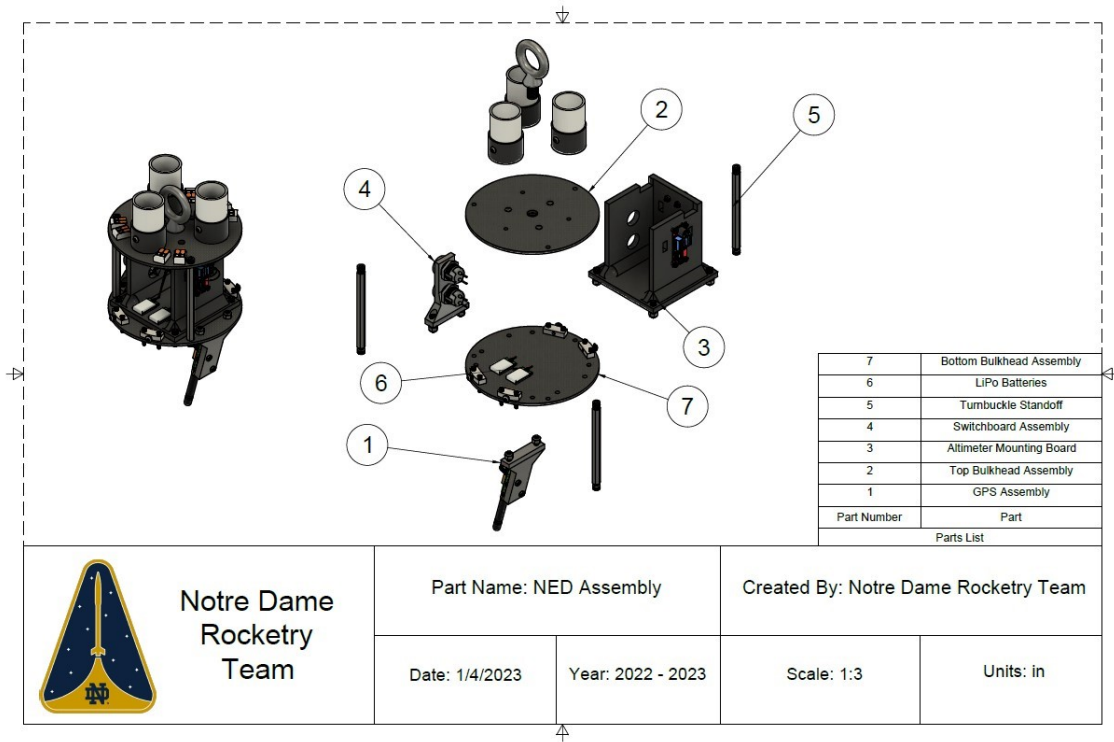 2
5
4
3
6
7
1
7 Bottom Bulkhead Assembly
6 LiPo Batteries
5 Turnbuckle Standoff
4 Switchboard Assembly
3 Altimeter Mounting Board
2 Top Bulkhead Assembly
1 GPS Assembly
Part Number Part
Parts List
ND
Notre Dame
Rocketry
Team
Part Name: NED Assembly
Created By: Notre Dame Rocketry Team
Date: 1/4/2023
Year: 2022 - 2023
Scale: 1:3
Units: in